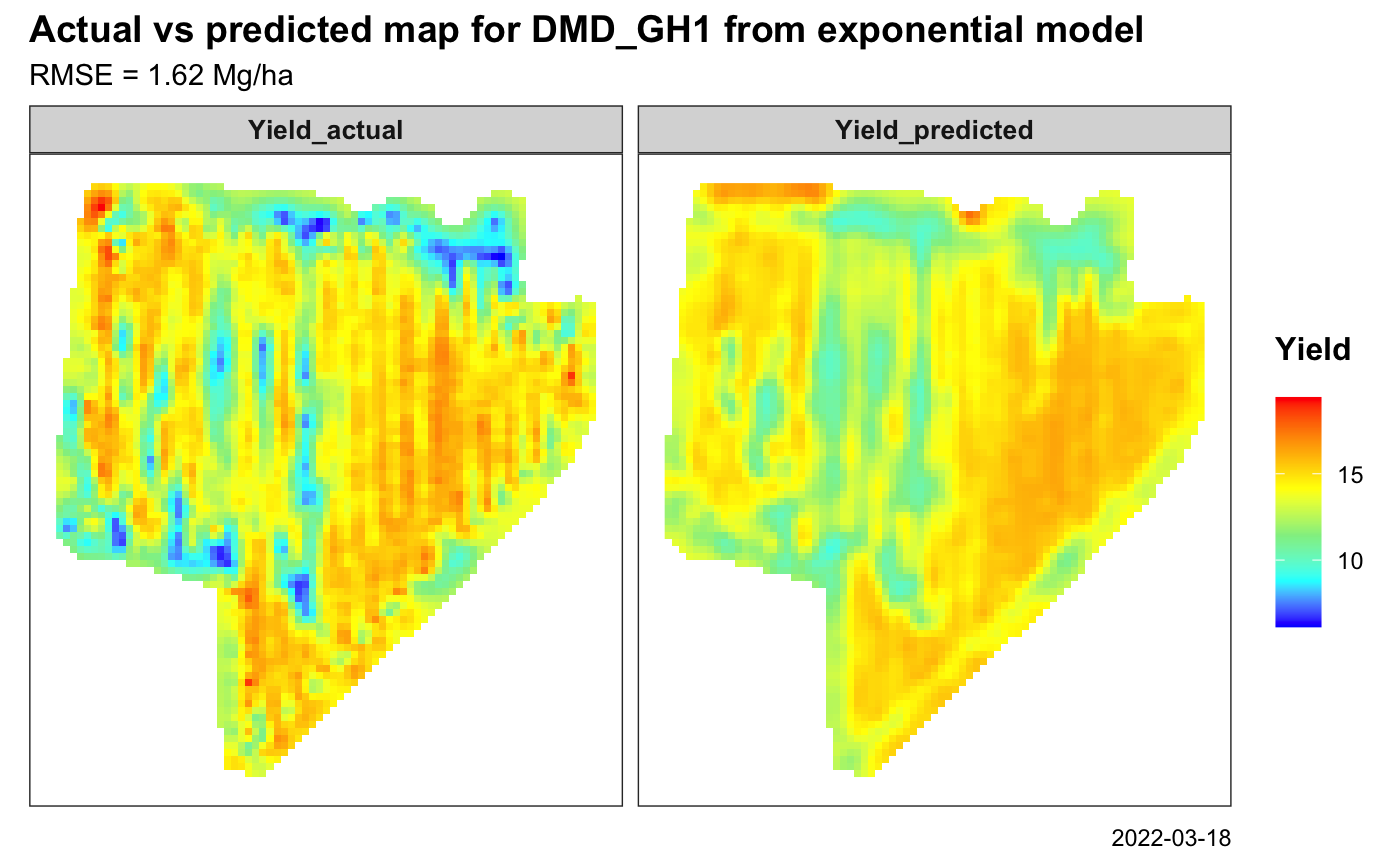 Actual vs predicted map for DMD_GH1 from exponential model
RMSE = 1.62 Mg/ha
Yield_actual
Yield_predicted
Yield
15
10
2022-03-18